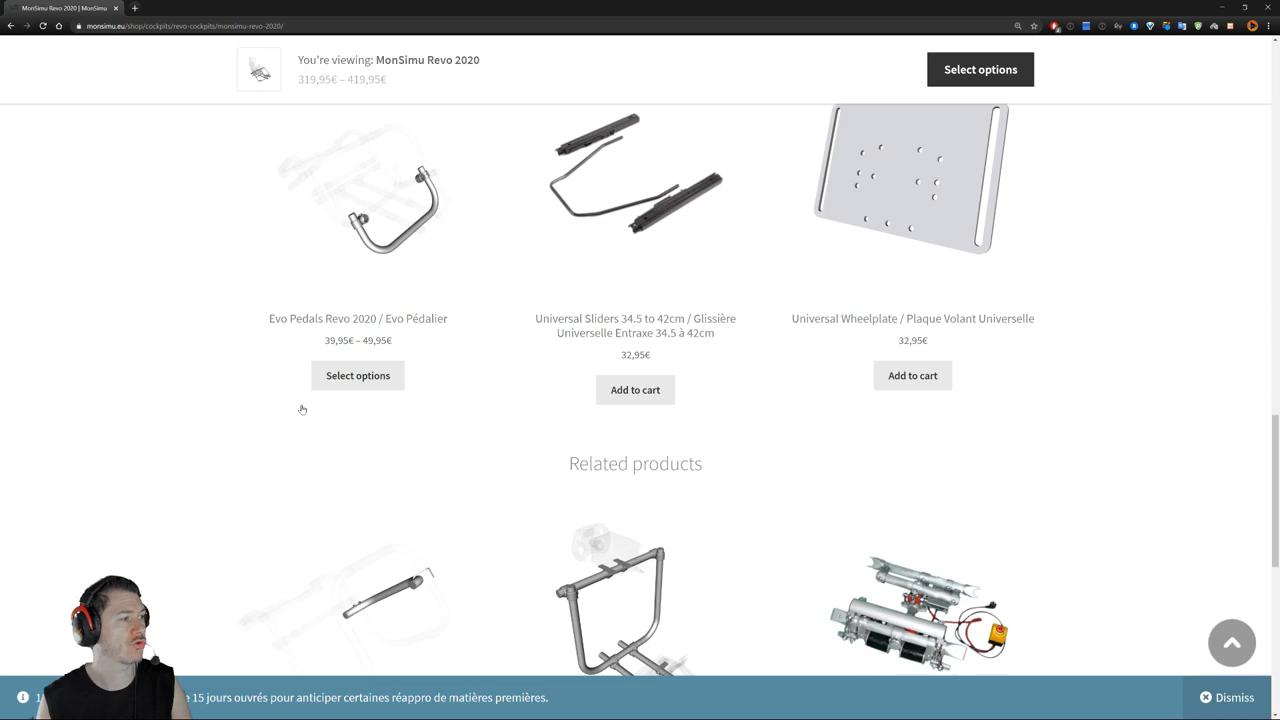 MonSimu Revo 2020 | MonSimu
monsimu.eu/shop/cockpits/revo-cockpits/monsimu-revo-2020/
You're viewing: MonSimu Revo 2020
319,95€ – 419,95€
Select options
Evo Pedals Revo 2020 / Evo Pédalier
39,95€ – 49,95€
Select options
Universal Sliders 34.5 to 42cm / Glissière
Universelle Entraxe 34.5 à 42cm
32,95€
Add to cart
Universal Wheelplate / Plaque Volant Universelle
32,95€
Add to cart
Related products
15 jours ouvrés pour anticiper certaines réappro de matières premières.
Dismiss